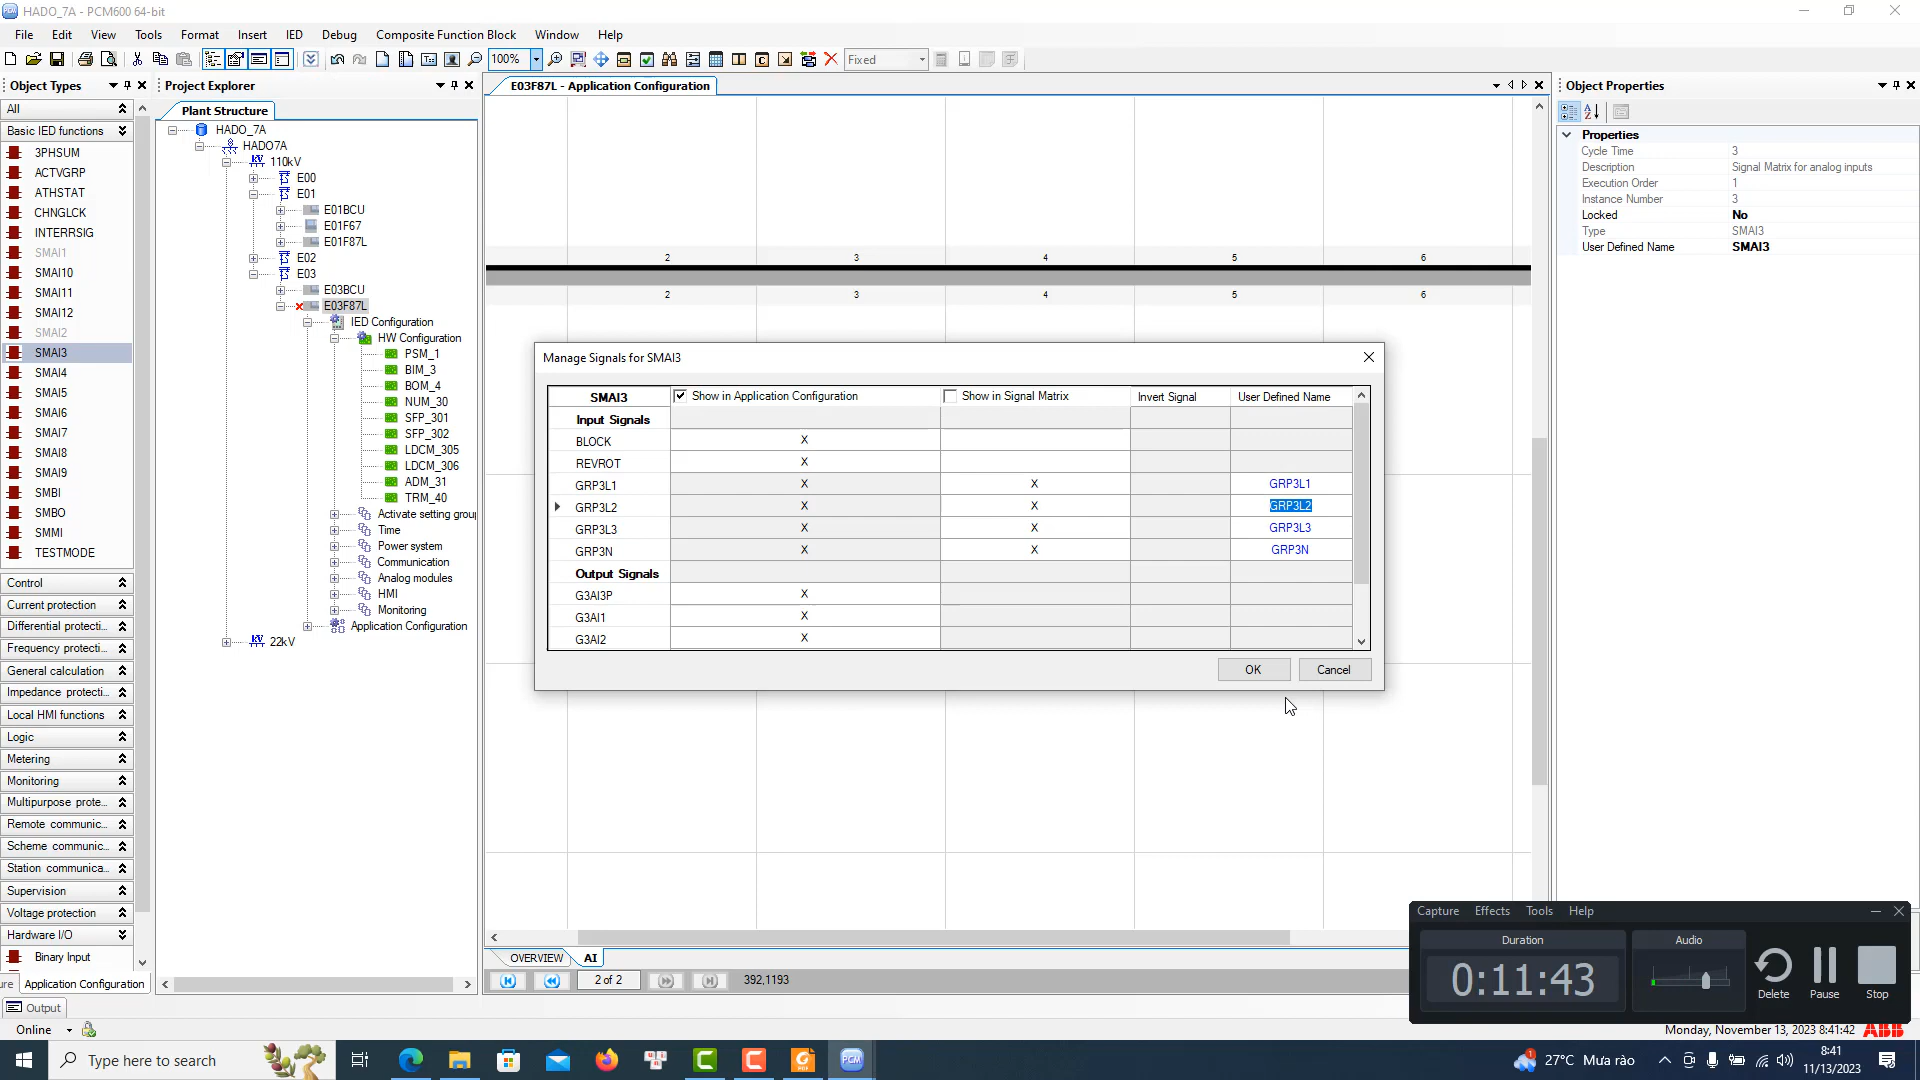 HADO_7A - PCM600 64-bit
File Edit View Tools Format Insert IED Debug Composite Function Block Window Help
100% Fixed
Object Types
All
Basic IED functions
3PHSUM
ACTVGRP
ATHSTAT
CHNGLCK
INTERRSIG
SMAI1
SMAI10
SMAI11
SMAI12
SMAI2
SMAI3
SMAI4
SMAI5
SMAI6
SMAI7
SMAI8
SMAI9
SMBI
SMBO
SMMI
TESTMODE
Control
Current protection
Differential protecti...
Frequency protecti...
General calculation
Impedance protecti...
Local HMI functions
Logic
Metering
Monitoring
Multipurpose prote...
Remote communic...
Scheme communic...
Station communica...
Supervision
Voltage protection
Hardware I/O
Binary Input
ure Application Configuration
Output
Online
Project Explorer
Plant Structure
HADO_7A
HADO7A
110kV
E00
E01
E01BCU
E01F67
E01F87L
E02
E03
E03BCU
E03F87L
IED Configuration
HW Configuration
PSM_1
BIM_3
BOM_4
NUM_30
SFP_301
SFP_302
LDCM_305
LDCM_306
ADM_31
TRM_40
Activate setting grou
Time
Power system
Communication
Analog modules
HMI
Monitoring
Application Configuration
22kV
E03F87L - Application Configuration
2 3 4 5 6
2 3 4 5 6
Manage Signals for SMAI3
SMAI3 Show in Application Configuration Show in Signal Matrix Invert Signal User Defined Name
Input Signals
BLOCK X
REVROT X
GRP3L1 X X GRP3L1
GRP3L2 X X GRP3L2
GRP3L3 X X GRP3L3
GRP3N X X GRP3N
Output Signals
G3AI3P X
G3AI1 X
G3AI2 X
OK Cancel
OVERVIEW AI
2 of 2 392,1193
Object Properties
Properties
Cycle Time 3
Description Signal Matrix for analog inputs
Execution Order 1
Instance Number 3
Locked No
Type SMAI3
User Defined Name SMAI3
Capture Effects Tools Help
Duration Audio
0:11:43
Delete Pause Stop
Monday, November 13, 2023 8:41:42 ABB
Type here to search
PGM
27°C Mưa rào
8:41
11/13/2023